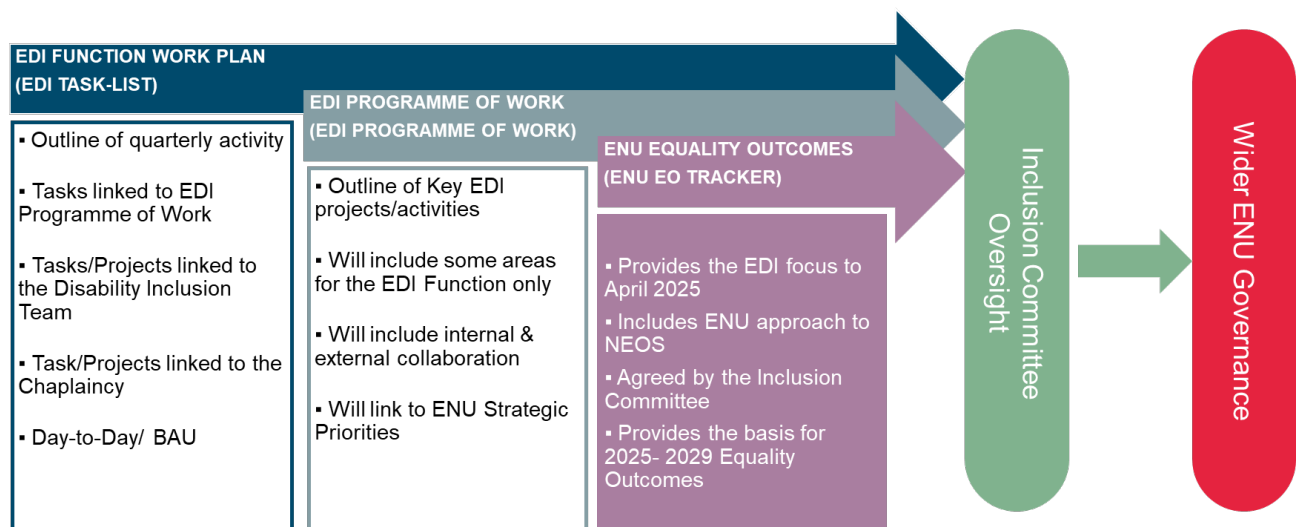 EDI FUNCTION WORK PLAN
(EDI TASK-LIST)
▪ Outline of quarterly activity
▪ Tasks linked to EDI
Programme of Work
▪ Tasks/Projects linked to
the Disability Inclusion
Team
▪ Task/Projects linked to the
Chaplaincy
▪ Day-to-Day/ BAU
EDI PROGRAMME OF WORK
(EDI PROGRAMME OF WORK)
▪ Outline of Key EDI
projects/activities
▪ Will include some areas
for the EDI Function only
▪ Will include internal &
external collaboration
▪ Will link to ENU Strategic
Priorities
ENU EQUALITY OUTCOMES
(ENU EO TRACKER)
▪ Provides the EDI focus to
April 2025
▪ Includes ENU approach to
NEOS
▪ Agreed by the Inclusion
Committee
▪ Provides the basis for
2025- 2029 Equality
Outcomes
Inclusion Committee
Oversight
Wider ENU Governance